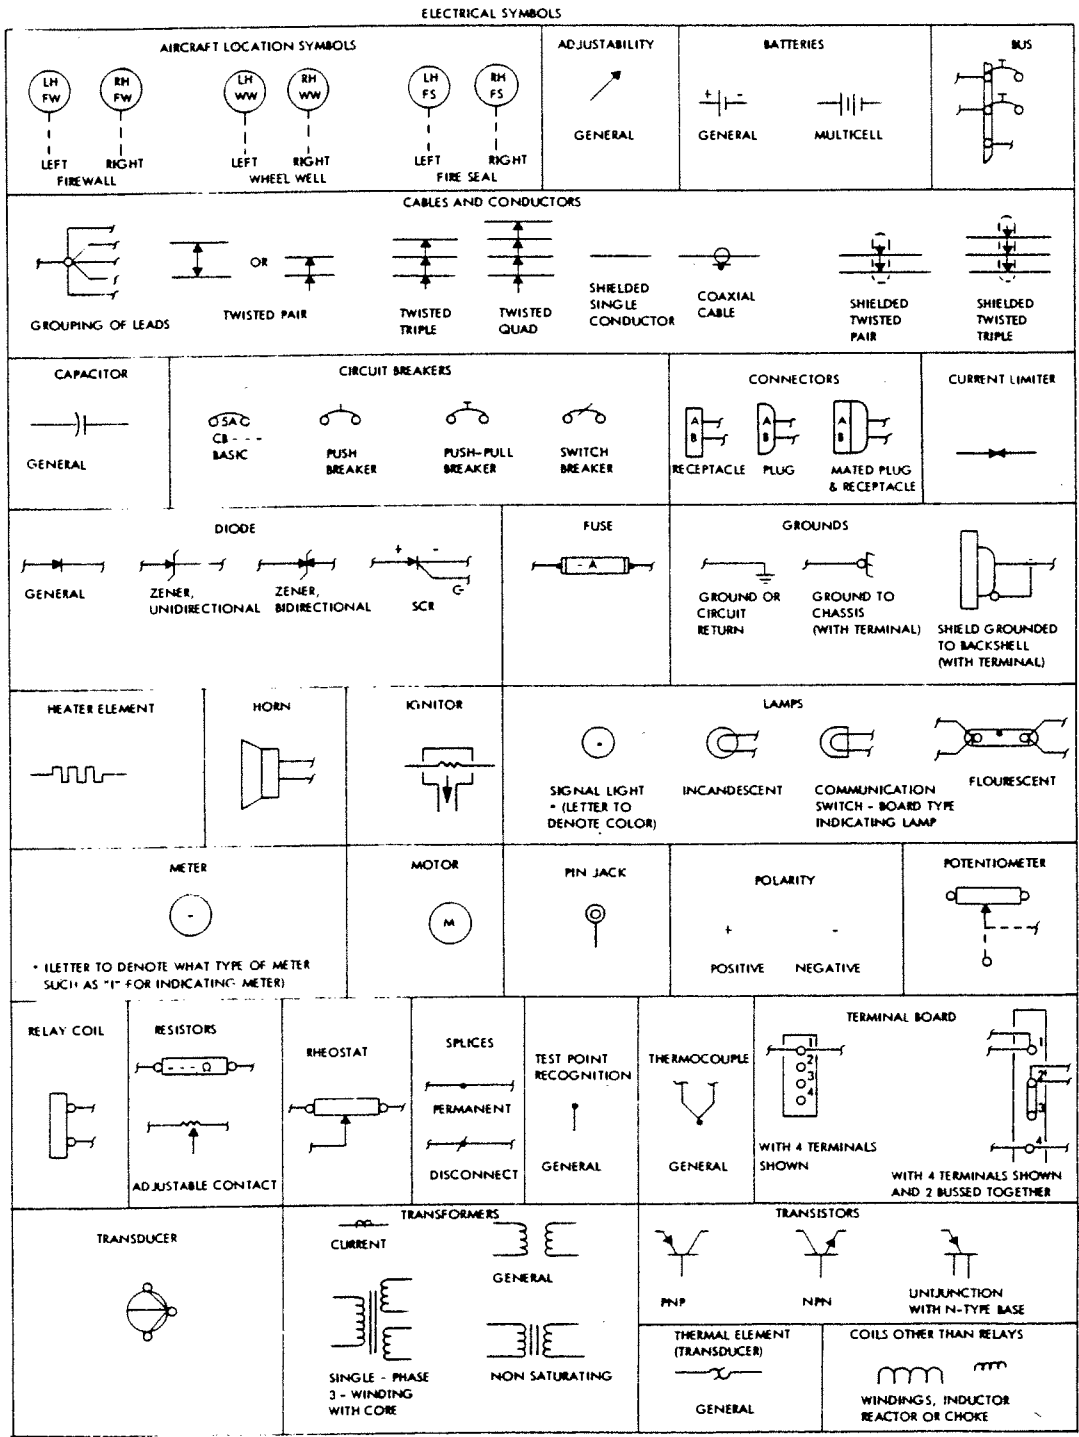 ELECTRICAL SYMBOLS
AIRCRAFT LOCATION SYMBOLS
LH
FW
RH
FW
LH
WW
RH
WW
LH
FS
RH
FS
LEFT
RIGHT
FIREWALL
LEFT
RIGHT
WHEEL WELL
LEFT
RIGHT
FIRE SEAL
ADJUSTABILITY
GENERAL
BATTERIES
+ -
GENERAL
MULTICELL
BUS
CABLES AND CONDUCTORS
GROUPING OF LEADS
OR
TWISTED PAIR
TWISTED
TRIPLE
TWISTED
QUAD
SHIELDED
SINGLE
CONDUCTOR
COAXIAL
CABLE
SHIELDED
TWISTED
PAIR
SHIELDED
TWISTED
TRIPLE
CAPACITOR
GENERAL
CIRCUIT BREAKERS
5A
CB - - -
BASIC
PUSH
BREAKER
PUSH-PULL
BREAKER
SWITCH
BREAKER
CONNECTORS
A
B
RECEPTACLE
A
B
PLUG
A
B
MATED PLUG
& RECEPTACLE
CURRENT LIMITER
DIODE
GENERAL
ZENER,
UNIDIRECTIONAL
ZENER,
BIDIRECTIONAL
+ -
G
SCR
FUSE
- A
GROUNDS
GROUND OR
CIRCUIT
RETURN
GROUND TO
CHASSIS
(WITH TERMINAL)
SHIELD GROUNDED
TO BACKSHELL
(WITH TERMINAL)
HEATER ELEMENT
HORN
IGNITOR
LAMPS
SIGNAL LIGHT
* (LETTER TO
DENOTE COLOR)
INCANDESCENT
COMMUNICATION
SWITCH - BOARD TYPE
INDICATING LAMP
FLOURESCENT
METER
* (LETTER TO DENOTE WHAT TYPE OF METER
SUCH AS "I" FOR INDICATING METER)
MOTOR
M
PIN JACK
POLARITY
+
-
POSITIVE
NEGATIVE
POTENTIOMETER
RELAY COIL
RESISTORS
- - - Ω
ADJUSTABLE CONTACT
RHEOSTAT
SPLICES
PERMANENT
DISCONNECT
TEST POINT
RECOGNITION
GENERAL
THERMOCOUPLE
GENERAL
TERMINAL BOARD
1
2
3
4
WITH 4 TERMINALS
SHOWN
1
2
3
4
WITH 4 TERMINALS SHOWN
AND 2 BUSSED TOGETHER
TRANSDUCER
TRANSFORMERS
CURRENT
GENERAL
SINGLE - PHASE
3 - WINDING
WITH CORE
NON SATURATING
TRANSISTORS
PNP
NPN
UNIJUNCTION
WITH N-TYPE BASE
THERMAL ELEMENT
(TRANSDUCER)
GENERAL
COILS OTHER THAN RELAYS
WINDINGS, INDUCTOR
REACTOR OR CHOKE